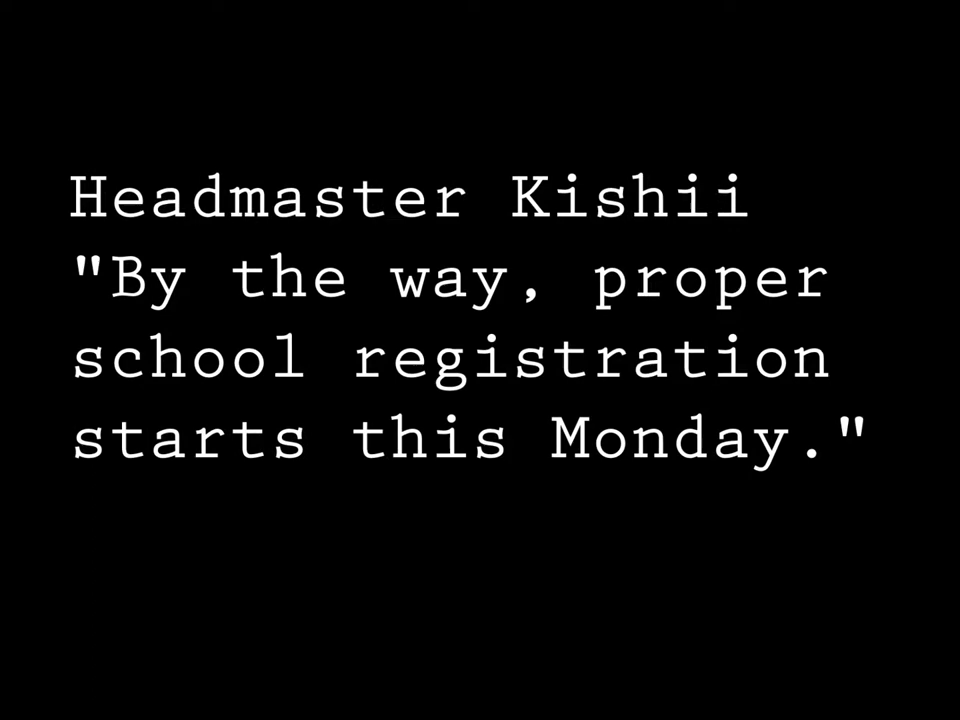 Headmaster Kishii
"By the way, proper
school registration
starts this Monday."